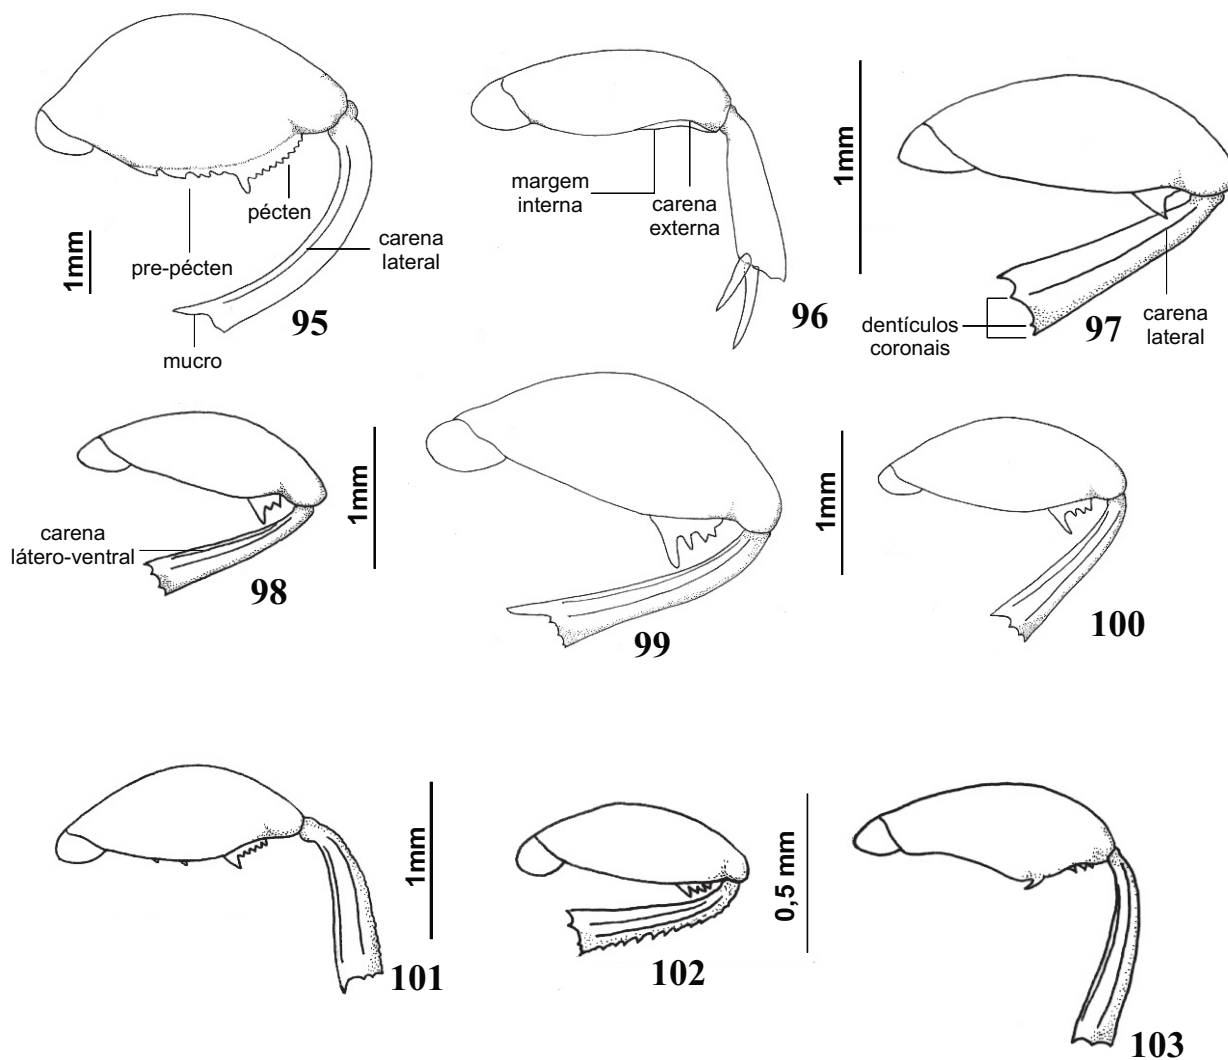 pécten
pre-pécten
carena
lateral
1mm
mucro
95
margem
interna
carena
externa
96
1mm
dentículos
coronais
carena
lateral
97
carena
látero-ventral
98
1mm
99
1mm
100
101
1mm
102
0,5 mm
103